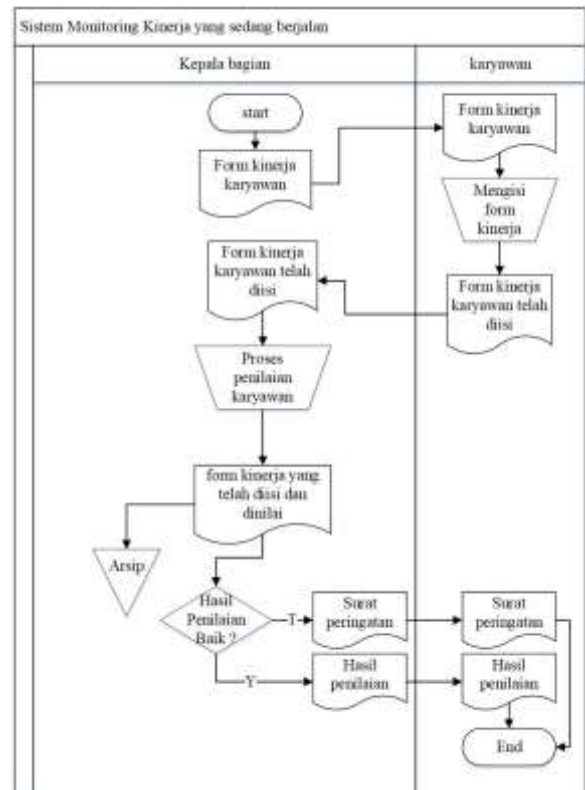 Sistem Monitoring Kinerja yang sedang berjalan
Kepala bagian
karyawan
start
Form kinerja
karyawan
Form kinerja
karyawan
Mengisi
form
kinerja
Form kinerja
karyawan telah
diisi
Form kinerja
karyawan telah
diisi
Proses
penilaian
karyawan
form kinerja yang
telah diisi dan
dinilai
Arsip
Hasil
Penilaian
Baik ?
T
Surat
peringatan
Surat
peringatan
Y
Hasil
penilaian
Hasil
penilaian
End